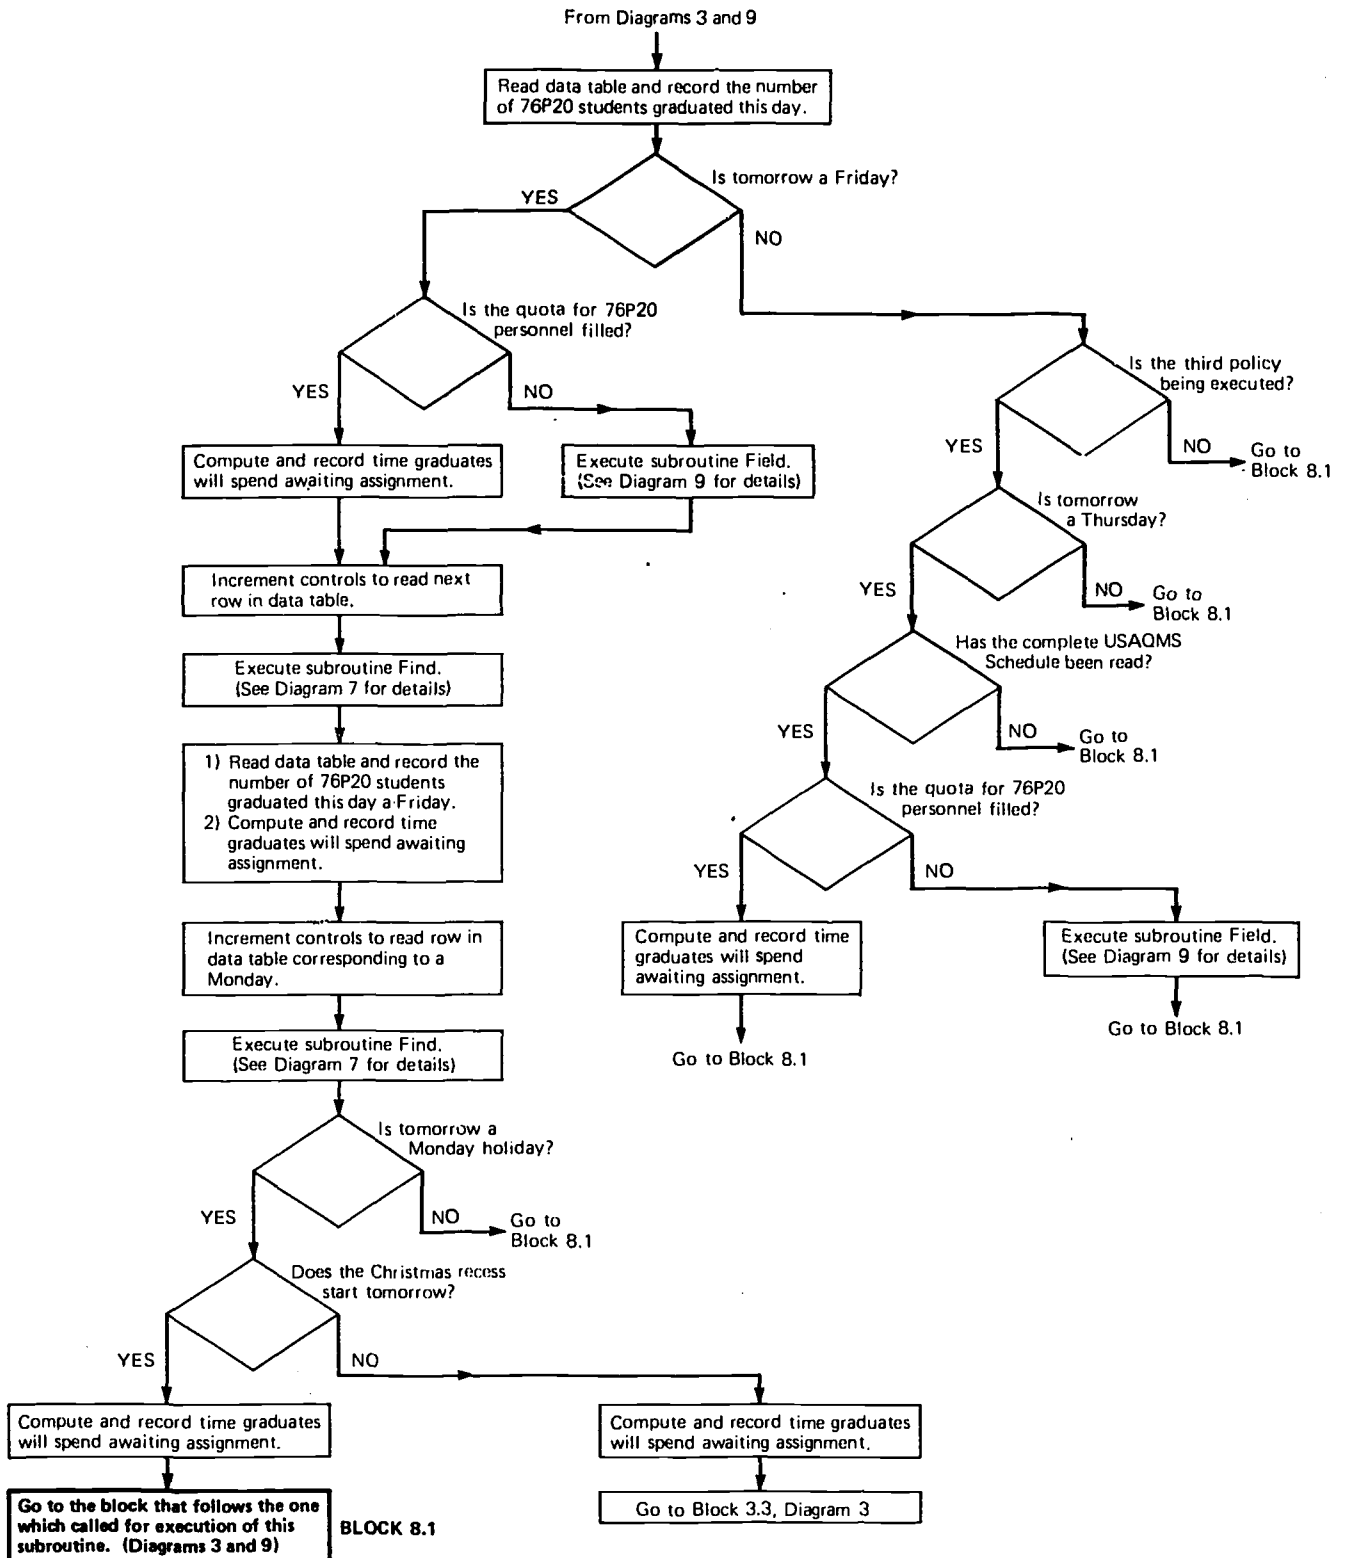 From Diagrams 3 and 9
Read data table and record the number
of 76P20 students graduated this day.
Is tomorrow a Friday?
YES
NO
Is the quota for 76P20
personnel filled?
YES
NO
Is the third policy
being executed?
YES
NO
Go to
Block 8.1
Compute and record time graduates
will spend awaiting assignment.
Execute subroutine Field.
(See Diagram 9 for details)
Is tomorrow
a Thursday?
YES
NO
Go to
Block 8.1
Increment controls to read next
row in data table.
Has the complete USAQMS
Schedule been read?
YES
NO
Go to
Block 8.1
Execute subroutine Find.
(See Diagram 7 for details)
1) Read data table and record the
number of 76P20 students
graduated this day a Friday.
2) Compute and record time
graduates will spend awaiting
assignment.
Is the quota for 76P20
personnel filled?
YES
NO
Increment controls to read row in
data table corresponding to a
Monday.
Compute and record time
graduates will spend
awaiting assignment.
Execute subroutine Field.
(See Diagram 9 for details)
Go to Block 8.1
Go to Block 8.1
Execute subroutine Find.
(See Diagram 7 for details)
Is tomorrow a
Monday holiday?
YES
NO
Go to
Block 8.1
Does the Christmas recess
start tomorrow?
YES
NO
Compute and record time graduates
will spend awaiting assignment.
Compute and record time graduates
will spend awaiting assignment.
Go to the block that follows the one
which called for execution of this
subroutine. (Diagrams 3 and 9)
BLOCK 8.1
Go to Block 3.3, Diagram 3